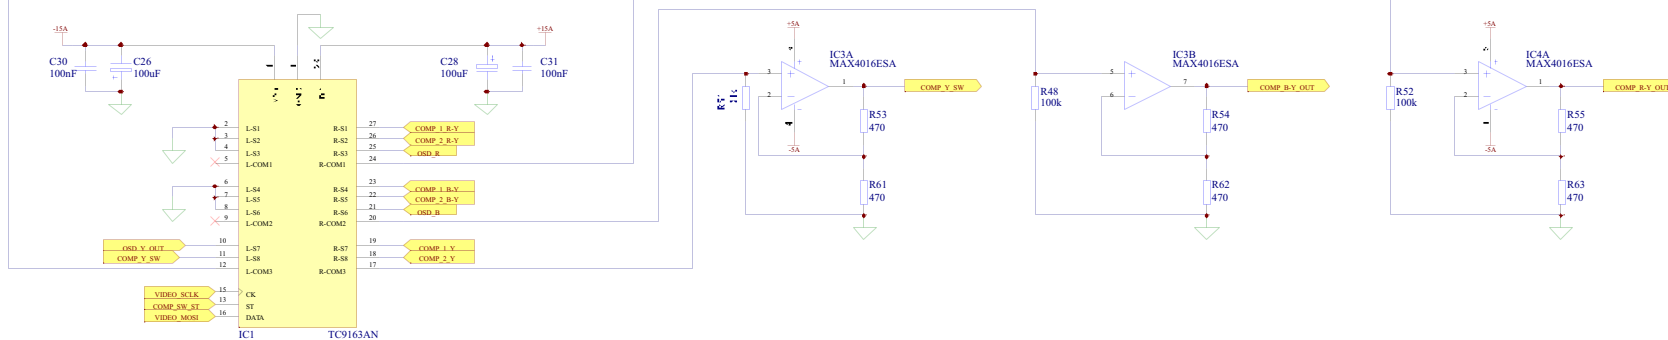 -15A
+15A
C30
100nF
C26
100uF
C28
100uF
C31
100nF
2 L-S1
3 L-S2
4 L-S3
5 L-COM1
6 L-S4
7 L-S5
8 L-S6
9 L-COM2
10 L-S7
11 L-S8
12 L-COM3
15 CK
13 ST
16 DATA
R-S1 27 COMP_1_R-Y
R-S2 26 COMP_2_R-Y
R-S3 25 OSD_R
R-COM1 24
R-S4 23 COMP_1_B-Y
R-S5 22 COMP_2_B-Y
R-S6 21 OSD_B
R-COM2 20
R-S7 19 COMP_1_Y
R-S8 18 COMP_2_Y
R-COM3 17
OSD_Y_OUT
COMP_Y_SW
VIDEO_SCLK
COMP_SW_ST
VIDEO_MOSI
IC1
TC9163AN
+5A
IC3A
MAX4016ESA
3
2
1
COMP_Y_SW
-5A
R53
470
R61
470
IC3B
MAX4016ESA
5
6
7
COMP_B-Y_OUT
R48
100k
R54
470
R62
470
+5A
IC4A
MAX4016ESA
3
2
1
COMP_R-Y_OUT
-5A
R52
100k
R55
470
R63
470